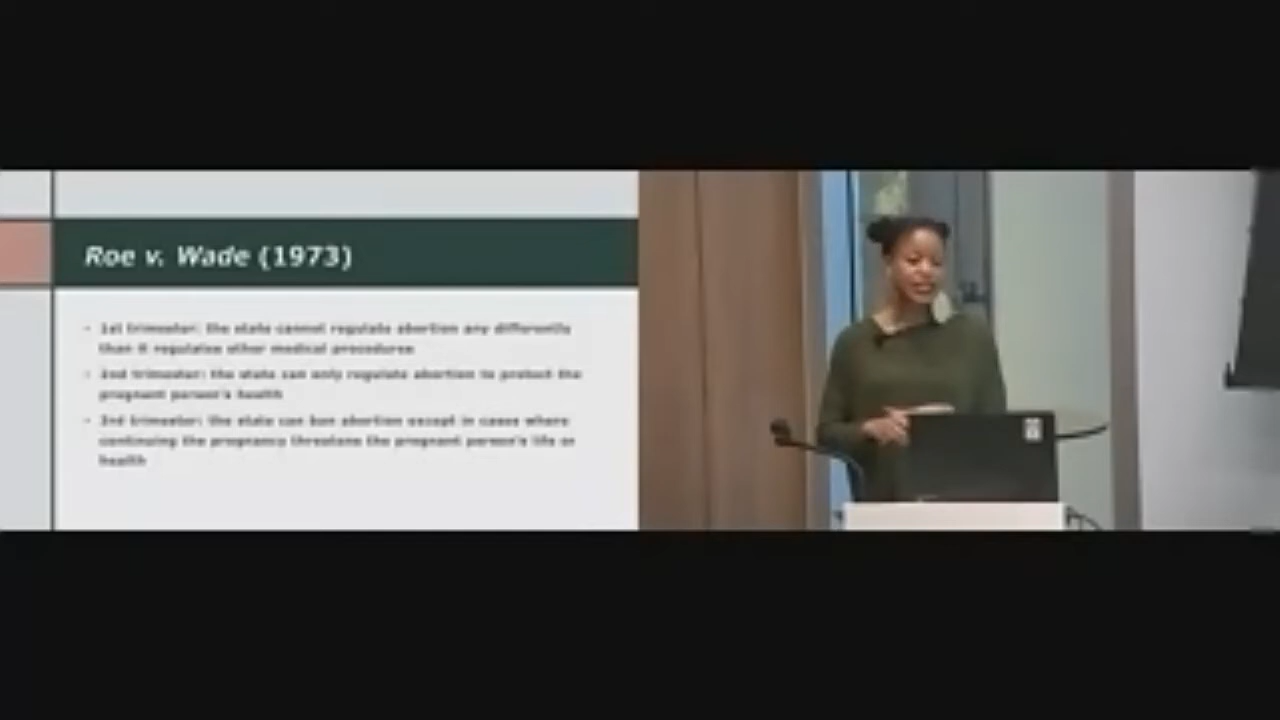 Roe v. Wade (1973)
1st trimester: the state cannot regulate abortion any differently
than it regulates other medical procedures
2nd trimester: the state can only regulate abortion to protect the
pregnant person's health
3rd trimester: the state can ban abortion except in cases where
continuing the pregnancy threatens the pregnant person's life or
health